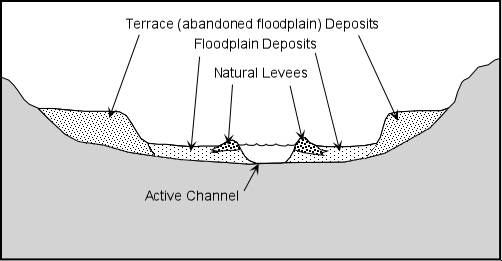 Terrace (abandoned floodplain) Deposits
Floodplain Deposits
Natural Levees
Active Channel